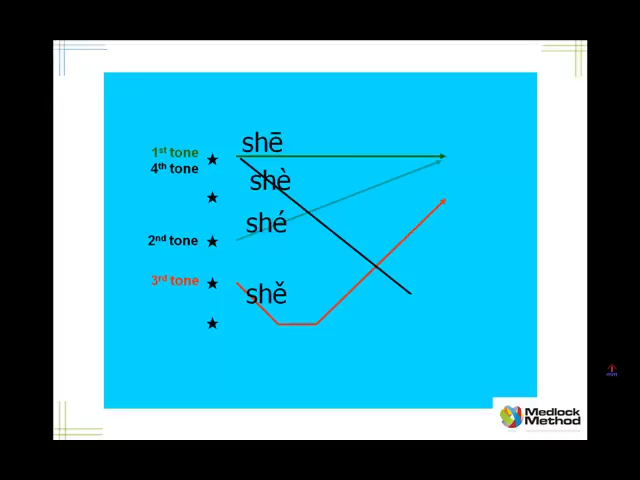 shē
1st tone
4th tone
shè
shé
2nd tone
3rd tone
shě
Medlock
Method